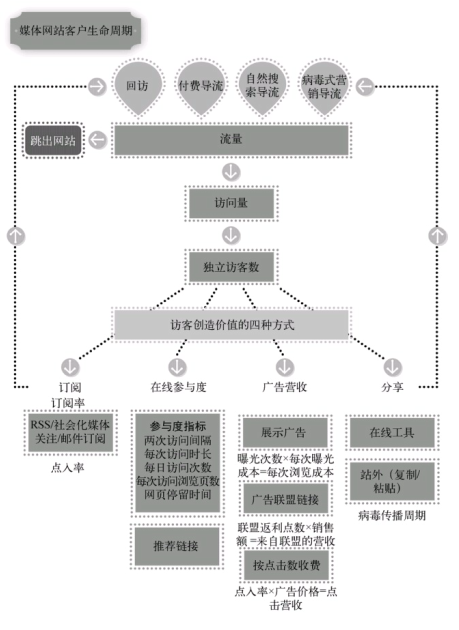 媒体网站客户生命周期
回访
付费导流
自然搜
索导流
病毒式营
销导流
跳出网站
流量
访问量
独立访客数
访客创造价值的四种方式
订阅
订阅率
RSS/社会化媒体
关注/邮件订阅
点入率
在线参与度
参与度指标
两次访问间隔
每次访问时长
每日访问次数
每次访问浏览页数
网页停留时间
推荐链接
广告营收
展示广告
曝光次数×每次曝光
成本=每次浏览成本
广告联盟链接
联盟返利点数×销售
额 =来自联盟的营收
按点击数收费
点入率×广告价格=点
击营收
分享
在线工具
站外（复制/
粘贴）
病毒传播周期